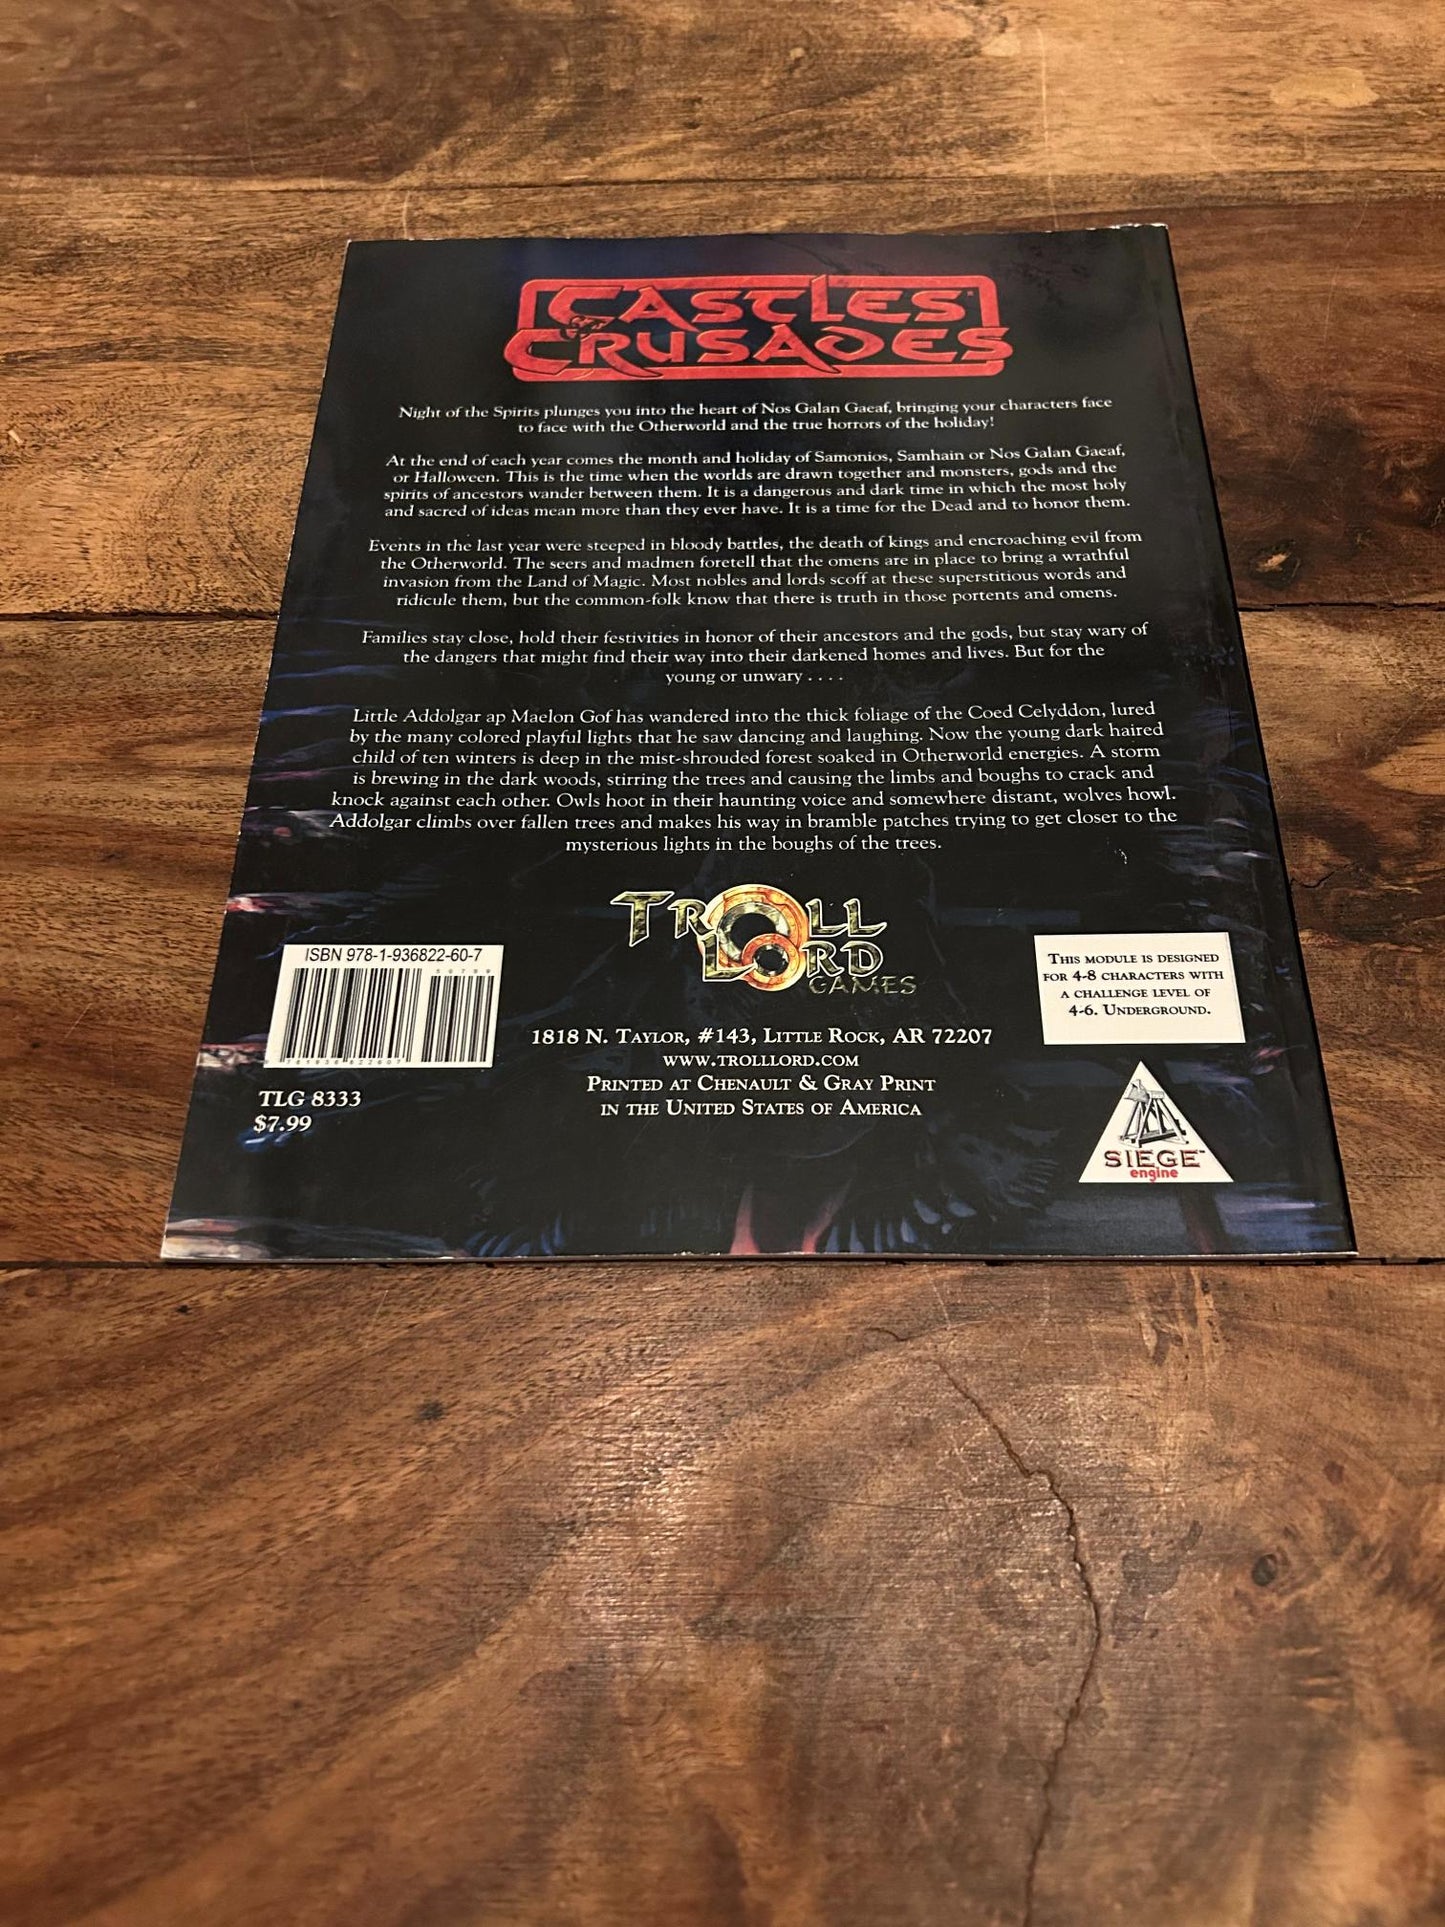 CASTLES
& CRUSADES
Night of the Spirits plunges you into the heart of Nos Galan Gaeaf, bringing your characters face
to face with the Otherworld and the true horrors of the holiday!
At the end of each year comes the month and holiday of Samonios, Samhain or Nos Galan Gaeaf,
or Halloween. This is the time when the worlds are drawn together and monsters, gods and the
spirits of ancestors wander between them. It is a dangerous and dark time in which the most holy
and sacred of ideas mean more than they ever have. It is a time for the Dead and to honor them.
Events in the last year were steeped in bloody battles, the death of kings and encroaching evil from
the Otherworld. The seers and madmen foretell that the omens are in place to bring a wrathful
invasion from the Land of Magic. Most nobles and lords scoff at these superstitious words and
ridicule them, but the common-folk know that there is truth in those portents and omens.
Families stay close, hold their festivities in honor of their ancestors and the gods, but stay wary of
the dangers that might find their way into their darkened homes and lives. But for the
young or unwary . . . .
Little Addolgar ap Maelon Gof has wandered into the thick foliage of the Coed Celyddon, lured
by the many colored playful lights that he saw dancing and laughing. Now the young dark haired
child of ten winters is deep in the mist-shrouded forest soaked in Otherworld energies. A storm
is brewing in the dark woods, stirring the trees and causing the limbs and boughs to crack and
knock against each other. Owls hoot in their haunting voice and somewhere distant, wolves howl.
Addolgar climbs over fallen trees and makes his way in bramble patches trying to get closer to the
mysterious lights in the boughs of the trees.
TROLL
LORD
GAMES
ISBN 978-1-936822-60-7
50799
9 781936 822607
TLG 8333
$7.99
1818 N. Taylor, #143, Little Rock, AR 72207
www.trolllord.com
Printed at Chenault & Gray Print
in the United States of America
This module is designed
for 4-8 characters with
a challenge level of
4-6. Underground.
SIEGE™
engine